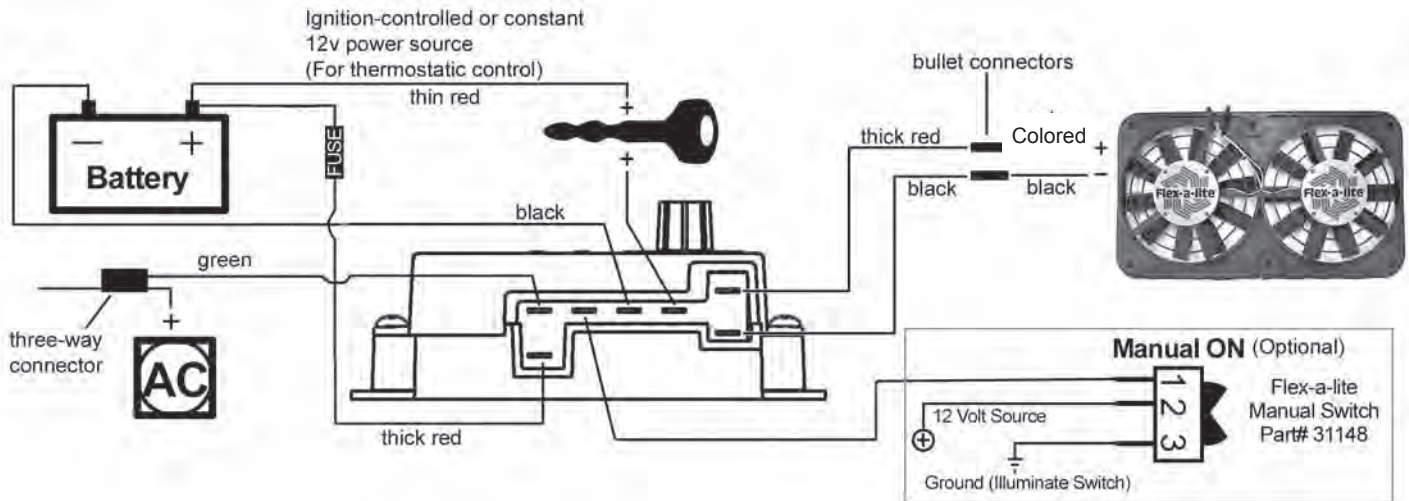 Ignition-controlled or constant
12v power source
(For thermostatic control)
thin red
bullet connectors
thick red
Colored
+
−
black
black
Flex-a-lite
Flex-a-lite
− +
Battery
FUSE
+
+
black
green
three-way
connector
+
AC
thick red
Manual ON (Optional)
1
2
3
12 Volt Source
+
Ground (Illuminate Switch)
Flex-a-lite
Manual Switch
Part# 31148